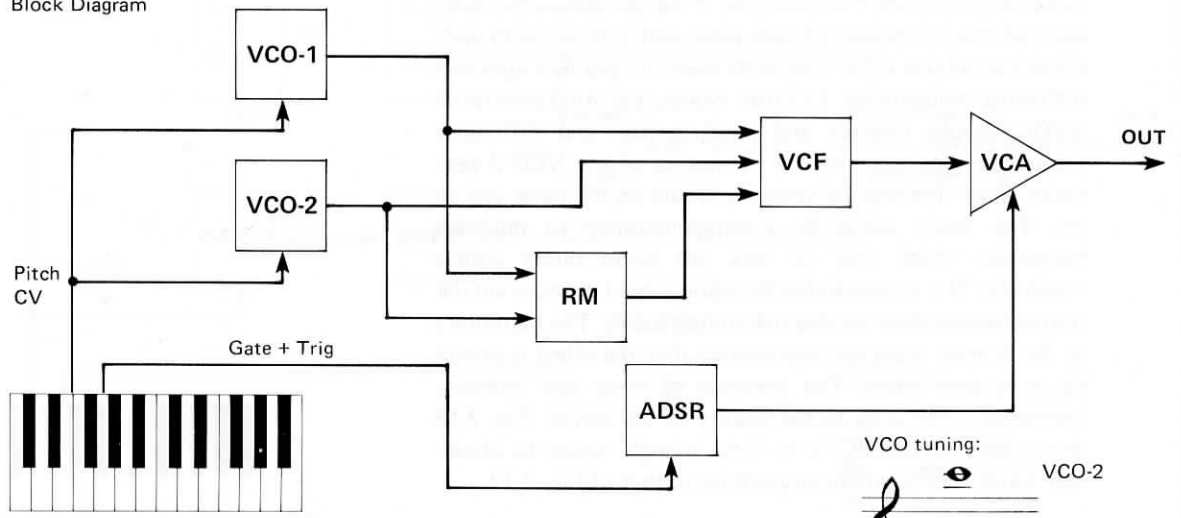 Block Diagram
VCO-1
VCO-2
VCF
VCA
OUT
Pitch
CV
RM
Gate + Trig
ADSR
VCO tuning:
VCO-2